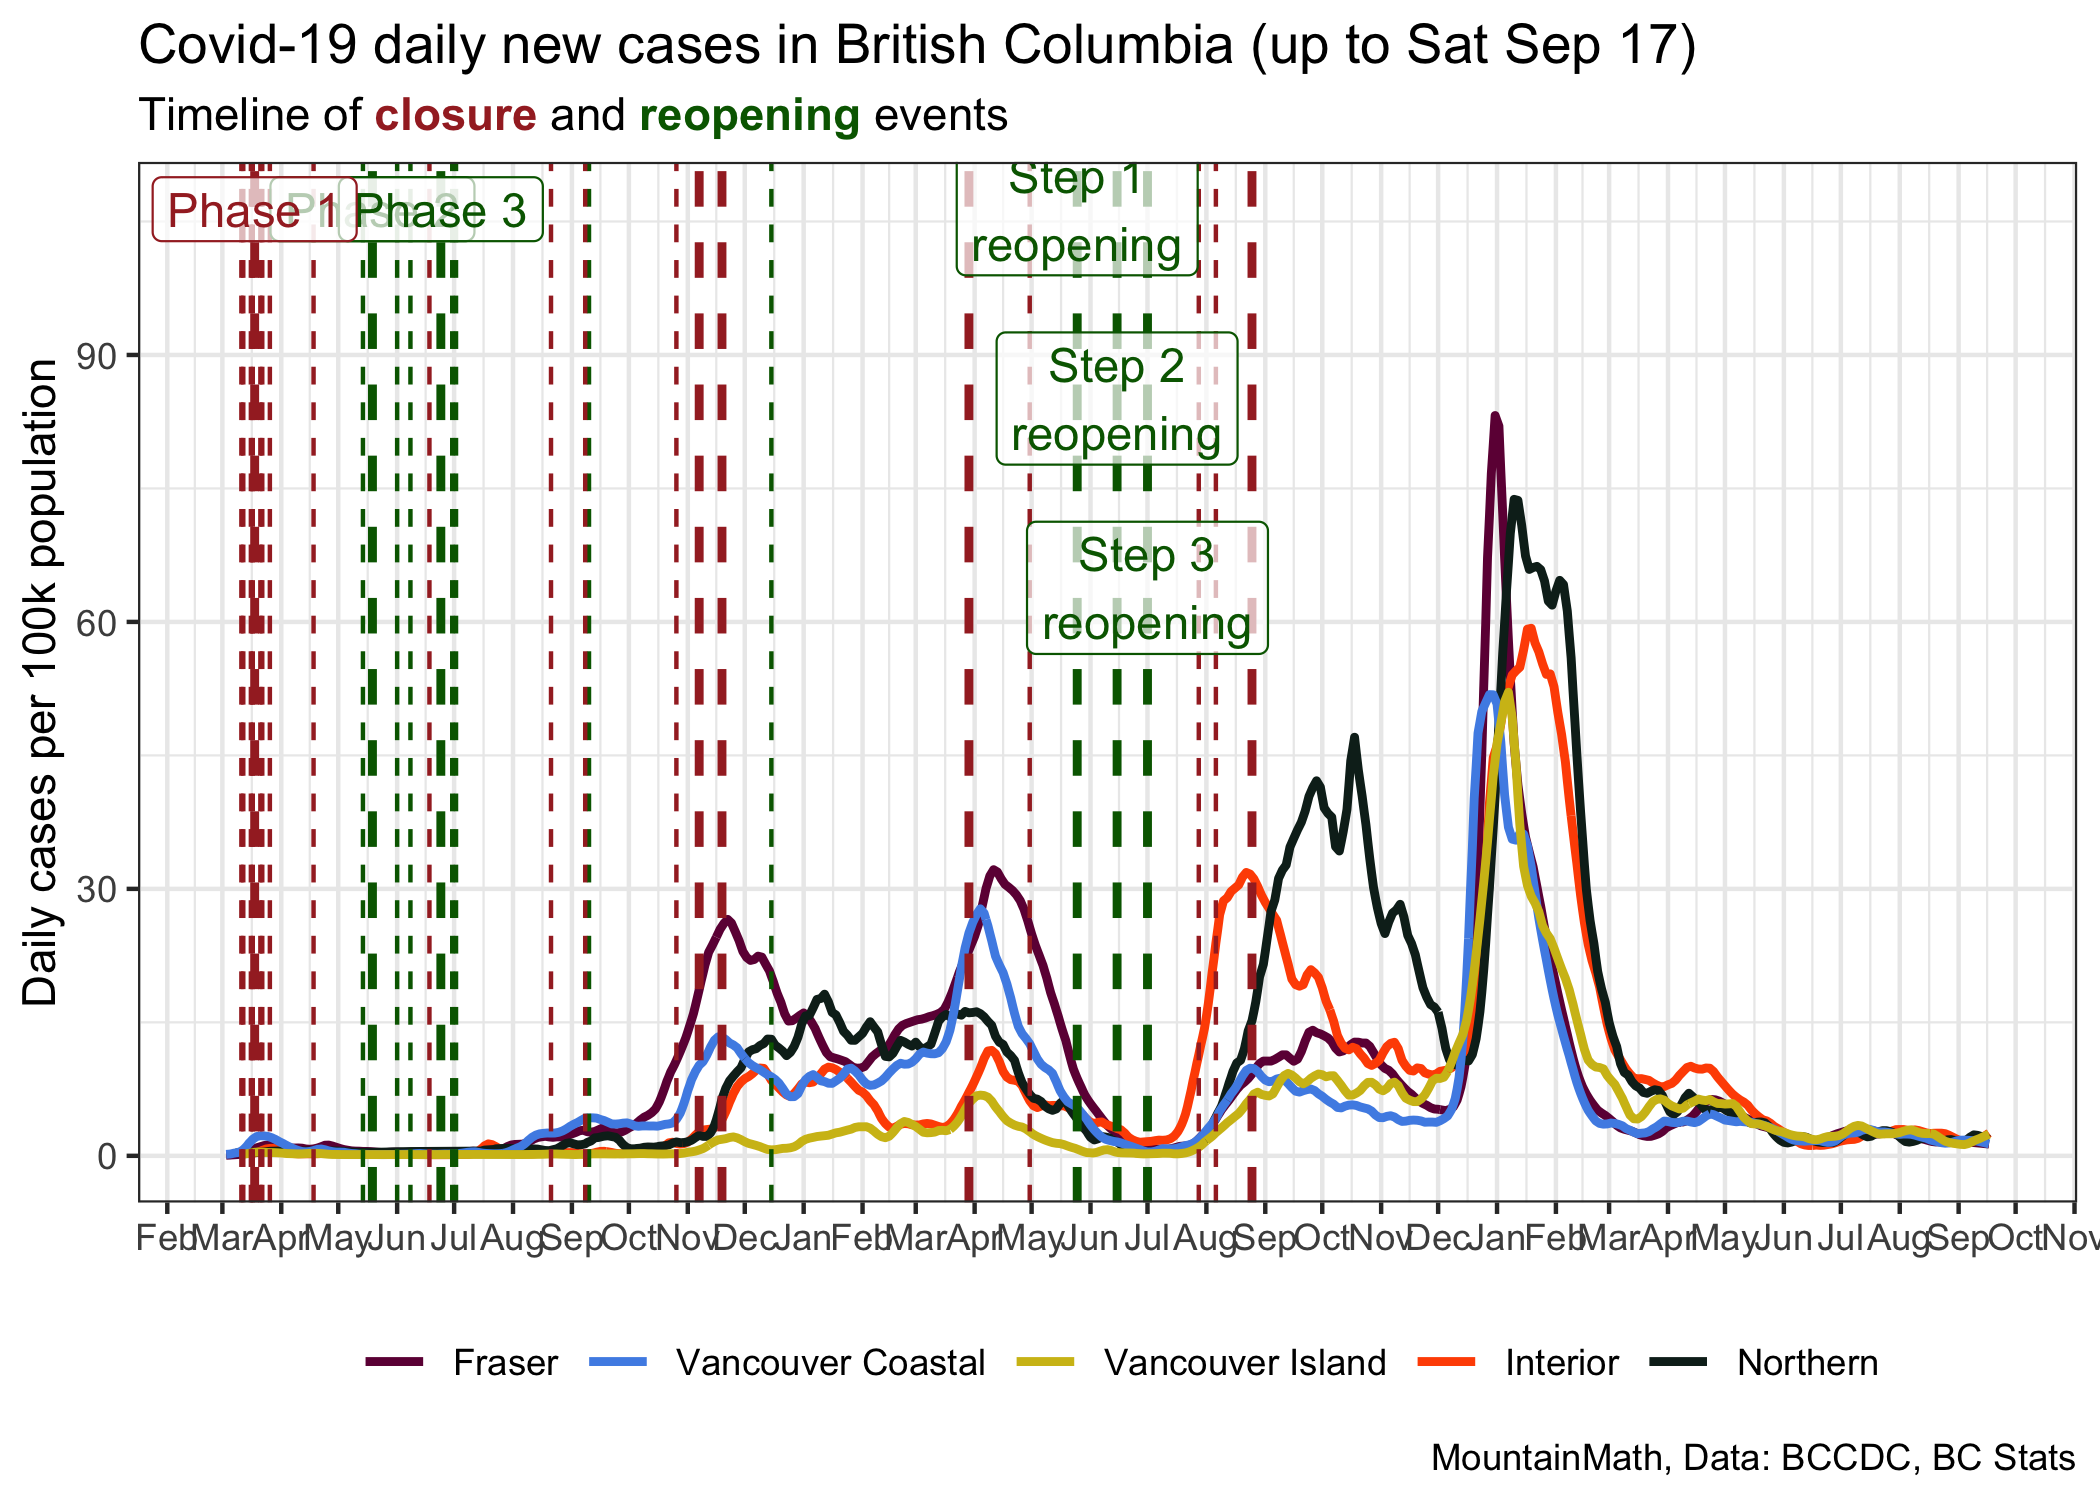 Covid-19 daily new cases in British Columbia (up to Sat Sep 17)
Timeline of closure and reopening events
Phase 1 Phase 2 Phase 3
Step 1
reopening
Step 2
reopening
Step 3
reopening
Daily cases per 100k population
90
60
30
0
Feb Mar Apr May Jun Jul Aug Sep Oct Nov Dec Jan Feb Mar Apr May Jun Jul Aug Sep Oct Nov Dec Jan Feb Mar Apr May Jun Jul Aug Sep Oct Nov
Fraser Vancouver Coastal Vancouver Island Interior Northern
MountainMath, Data: BCCDC, BC Stats